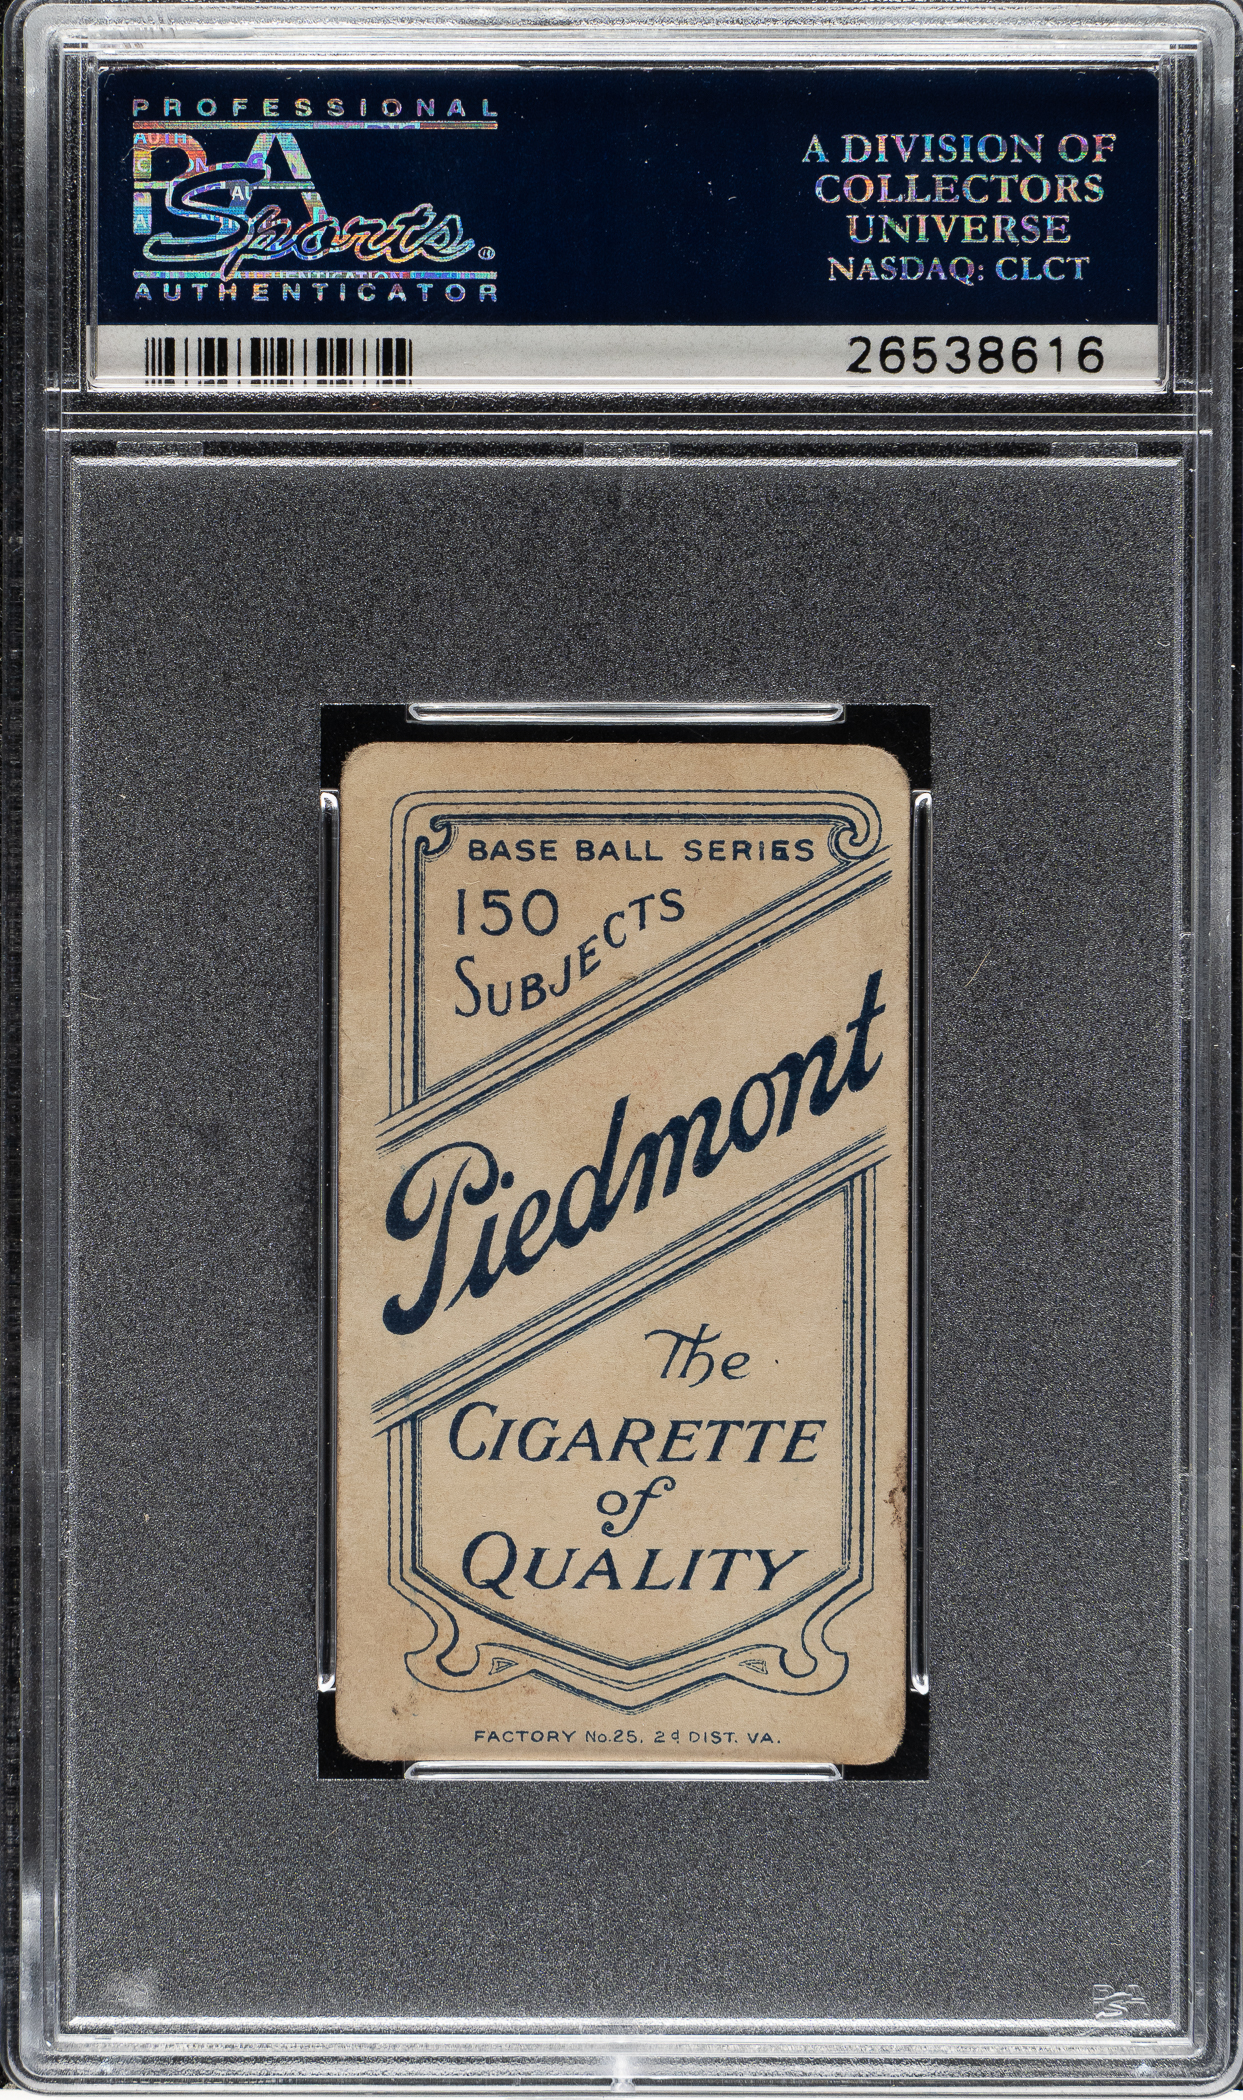 PROFESSIONAL
PSA
Sports®
AUTHENTICATOR
A DIVISION OF
COLLECTORS
UNIVERSE
NASDAQ: CLCT
26538616
BASE BALL SERIES
150
SUBJECTS
Piedmont
The
CIGARETTE
of
QUALITY
FACTORY No.25, 2d DIST. VA.
PSA